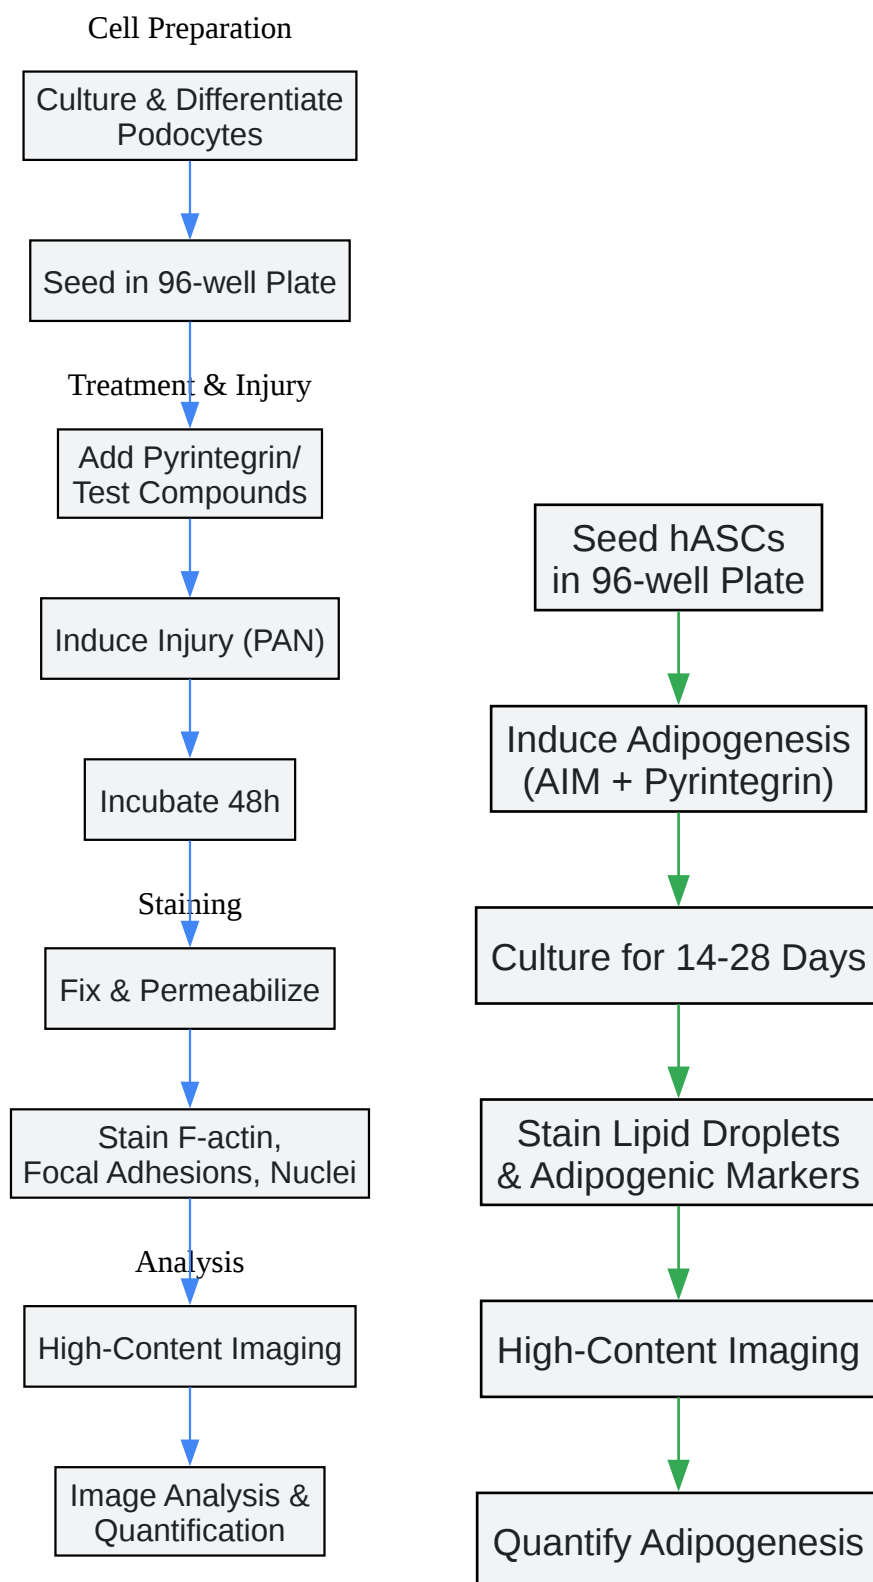 Cell Preparation
Culture & Differentiate
Podocytes
Seed in 96-well Plate
Treatment & Injury
Add Pyrintegrin/
Test Compounds
Induce Injury (PAN)
Incubate 48h
Staining
Fix & Permeabilize
Stain F-actin,
Focal Adhesions, Nuclei
Analysis
High-Content Imaging
Image Analysis &
Quantification
Seed hASCs
in 96-well Plate
Induce Adipogenesis
(AIM + Pyrintegrin)
Culture for 14-28 Days
Stain Lipid Droplets
& Adipogenic Markers
High-Content Imaging
Quantify Adipogenesis